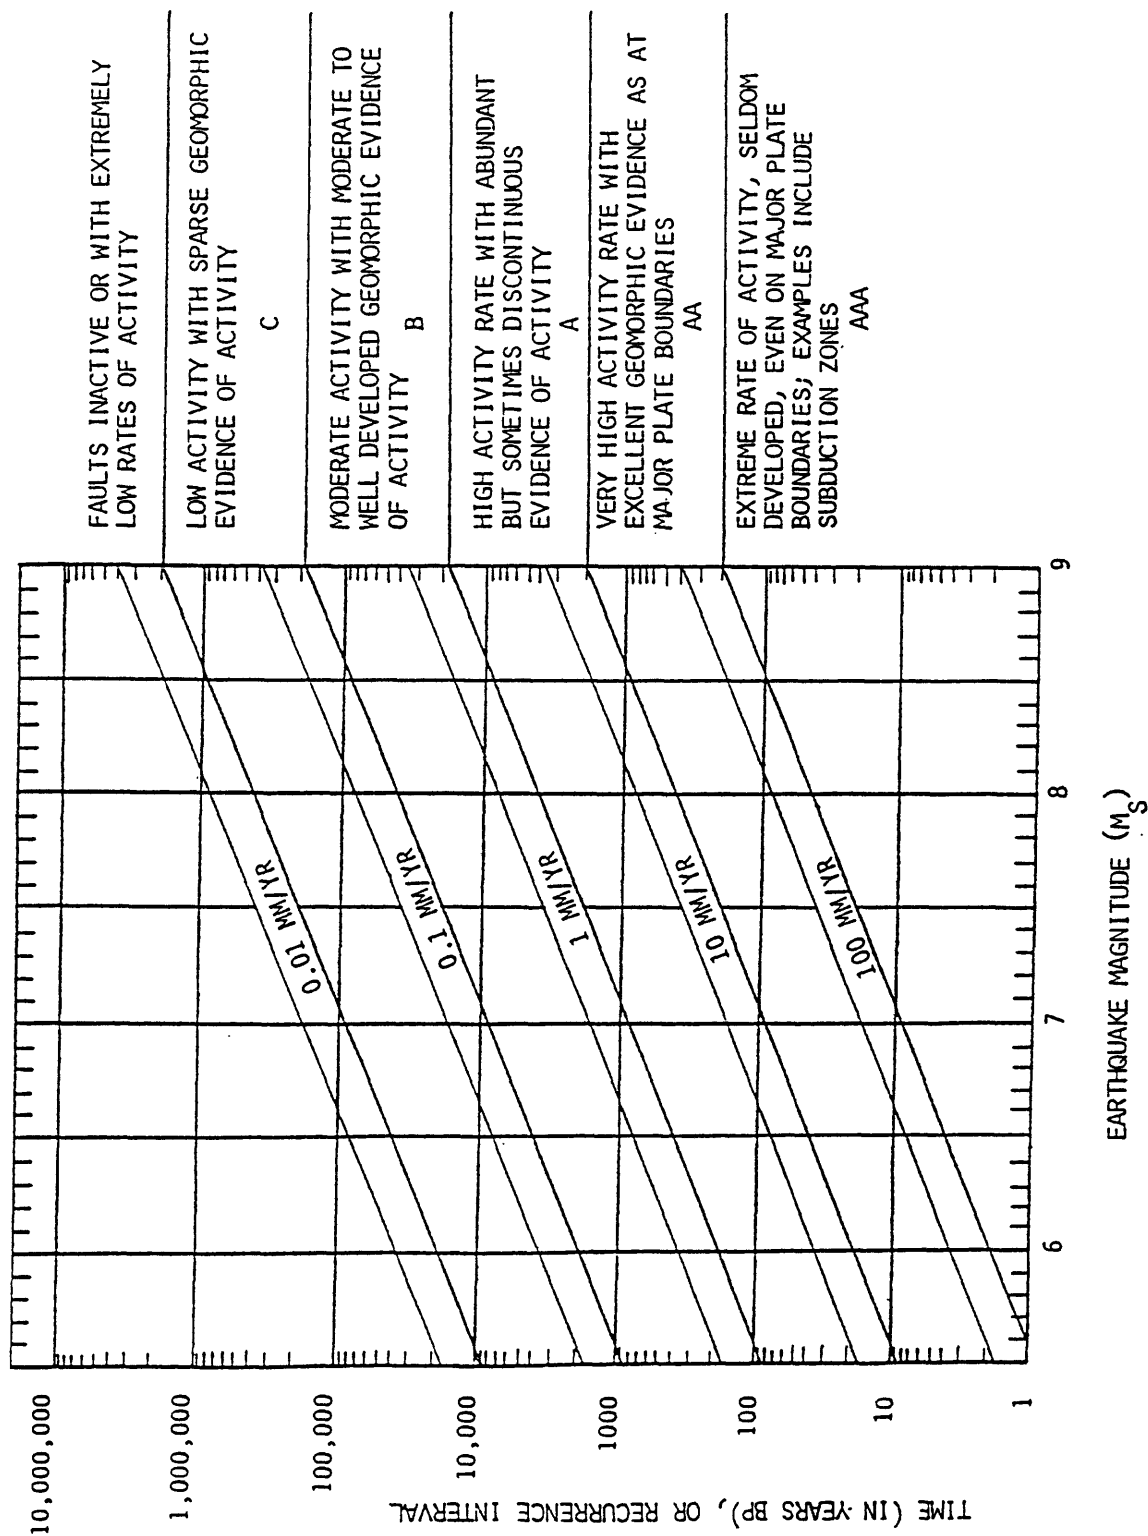 10,000,000
1,000,000
100,000
10,000
1000
100
10
1
TIME (IN YEARS BP), OR RECURRENCE INTERVAL
0.01 MM/YR
0.1 MM/YR
1 MM/YR
10 MM/YR
100 MM/YR
6
7
8
9
EARTHQUAKE MAGNITUDE (MS)
FAULTS INACTIVE OR WITH EXTREMELY
LOW RATES OF ACTIVITY
LOW ACTIVITY WITH SPARSE GEOMORPHIC
EVIDENCE OF ACTIVITY
C
MODERATE ACTIVITY WITH MODERATE TO
WELL DEVELOPED GEOMORPHIC EVIDENCE
OF ACTIVITY
B
HIGH ACTIVITY RATE WITH ABUNDANT
BUT SOMETIMES DISCONTINUOUS
EVIDENCE OF ACTIVITY
A
VERY HIGH ACTIVITY RATE WITH
EXCELLENT GEOMORPHIC EVIDENCE AS AT
MAJOR PLATE BOUNDARIES
AA
EXTREME RATE OF ACTIVITY, SELDOM
DEVELOPED, EVEN ON MAJOR PLATE
BOUNDARIES; EXAMPLES INCLUDE
SUBDUCTION ZONES
AAA